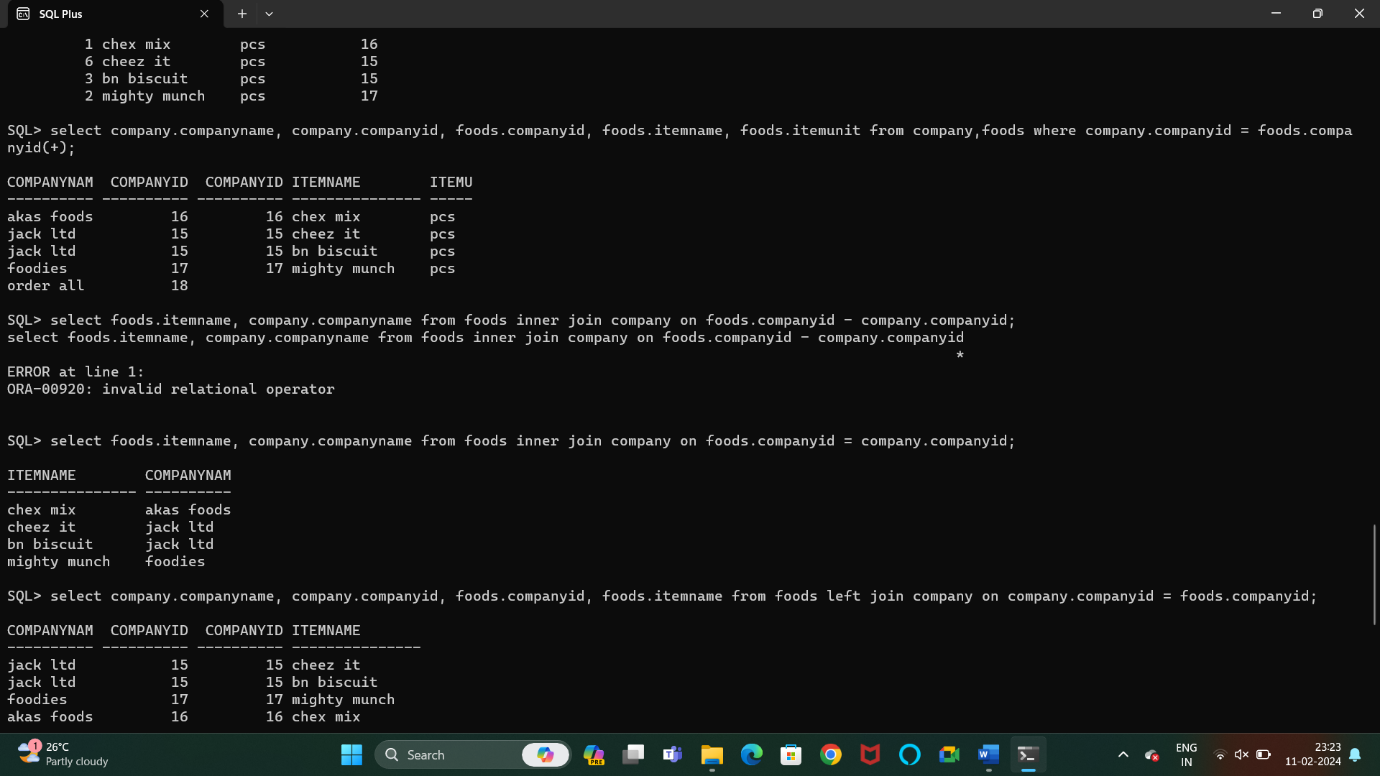 SQL Plus
1 chex mix pcs 16
6 cheez it pcs 15
3 bn biscuit pcs 15
2 mighty munch pcs 17
SQL> select company.companyname, company.companyid, foods.companyid, foods.itemname, foods.itemunit from company,foods where company.companyid = foods.compa
nyid(+);
COMPANYNAM COMPANYID COMPANYID ITEMNAME ITEMU
---------- ---------- ---------- --------------- -----
akas foods 16 16 chex mix pcs
jack ltd 15 15 cheez it pcs
jack ltd 15 15 bn biscuit pcs
foodies 17 17 mighty munch pcs
order all 18
SQL> select foods.itemname, company.companyname from foods inner join company on foods.companyid - company.companyid;
select foods.itemname, company.companyname from foods inner join company on foods.companyid - company.companyid
*
ERROR at line 1:
ORA-00920: invalid relational operator
SQL> select foods.itemname, company.companyname from foods inner join company on foods.companyid = company.companyid;
ITEMNAME COMPANYNAM
--------------- ----------
chex mix akas foods
cheez it jack ltd
bn biscuit jack ltd
mighty munch foodies
SQL> select company.companyname, company.companyid, foods.companyid, foods.itemname from foods left join company on company.companyid = foods.companyid;
COMPANYNAM COMPANYID COMPANYID ITEMNAME
---------- ---------- ---------- ---------------
jack ltd 15 15 cheez it
jack ltd 15 15 bn biscuit
foodies 17 17 mighty munch
akas foods 16 16 chex mix
1
26°C
Partly cloudy
Search
PRE
ENG
IN
23:23
11-02-2024